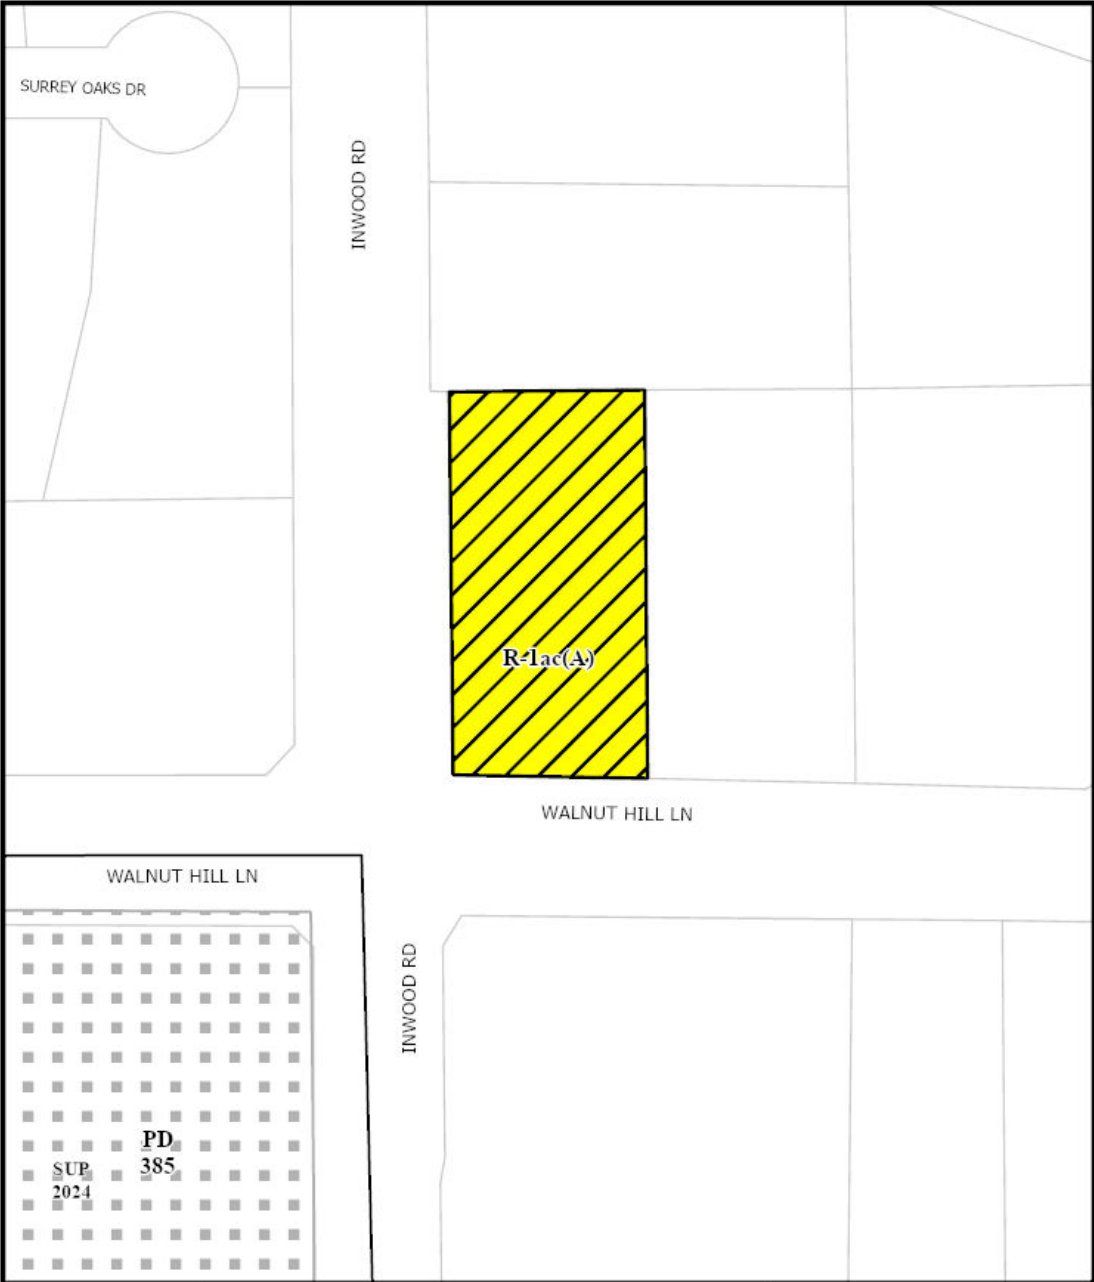 SURREY OAKS DR
INWOOD RD
R-1ac(A)
WALNUT HILL LN
WALNUT HILL LN
INWOOD RD
PD
385
SUP
2024